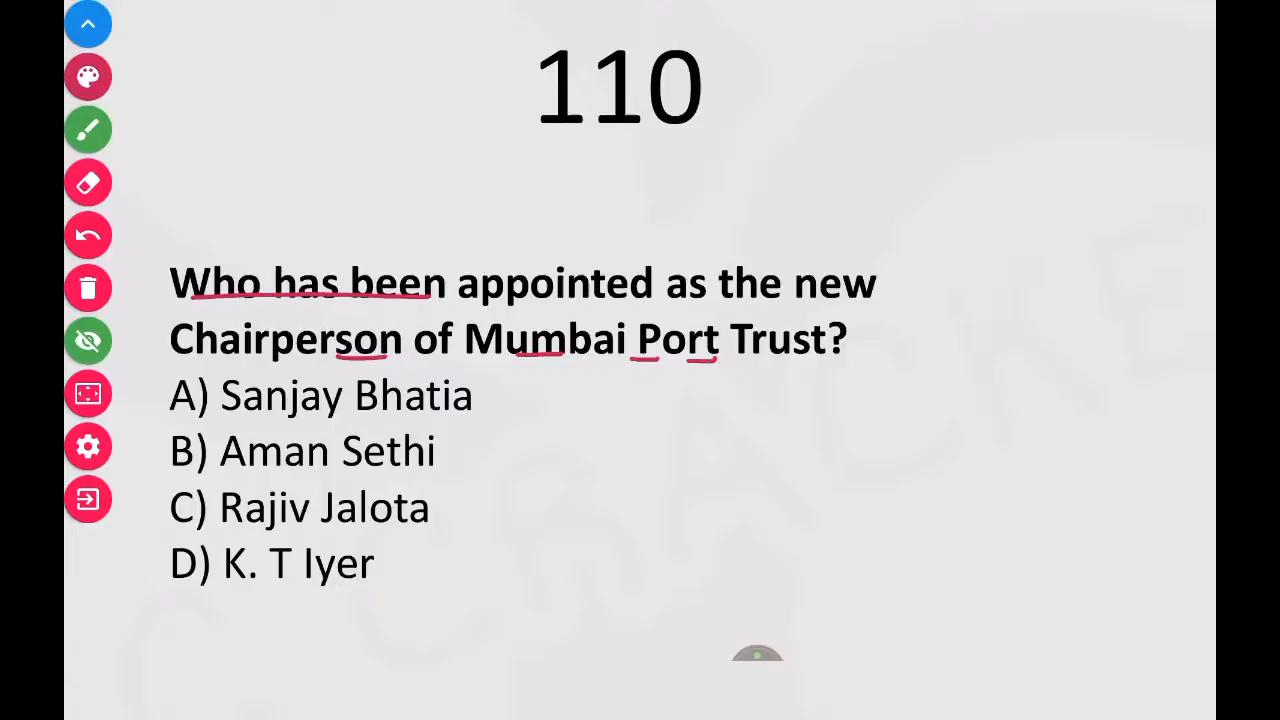 110
Who has been appointed as the new
Chairperson of Mumbai Port Trust?
A) Sanjay Bhatia
B) Aman Sethi
C) Rajiv Jalota
D) K. T Iyer